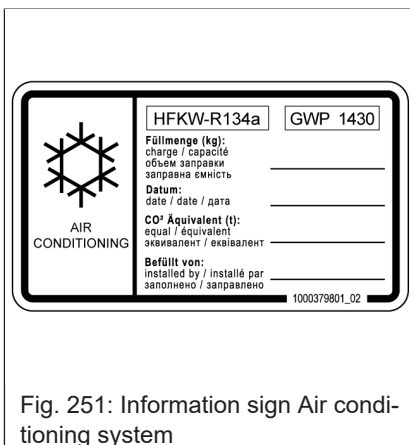 AIR
CONDITIONING
HFKW-R134a
GWP 1430
Füllmenge (kg):
charge / capacité
объем заправки
заправна ємність
Datum:
date / date / дата
CO² Äquivalent (t):
equal / équivalent
эквивалент / еквівалент
Befüllt von:
installed by / installé par
заполнено / заправлено
1000379801_02
Fig. 251: Information sign Air condi-
tioning system